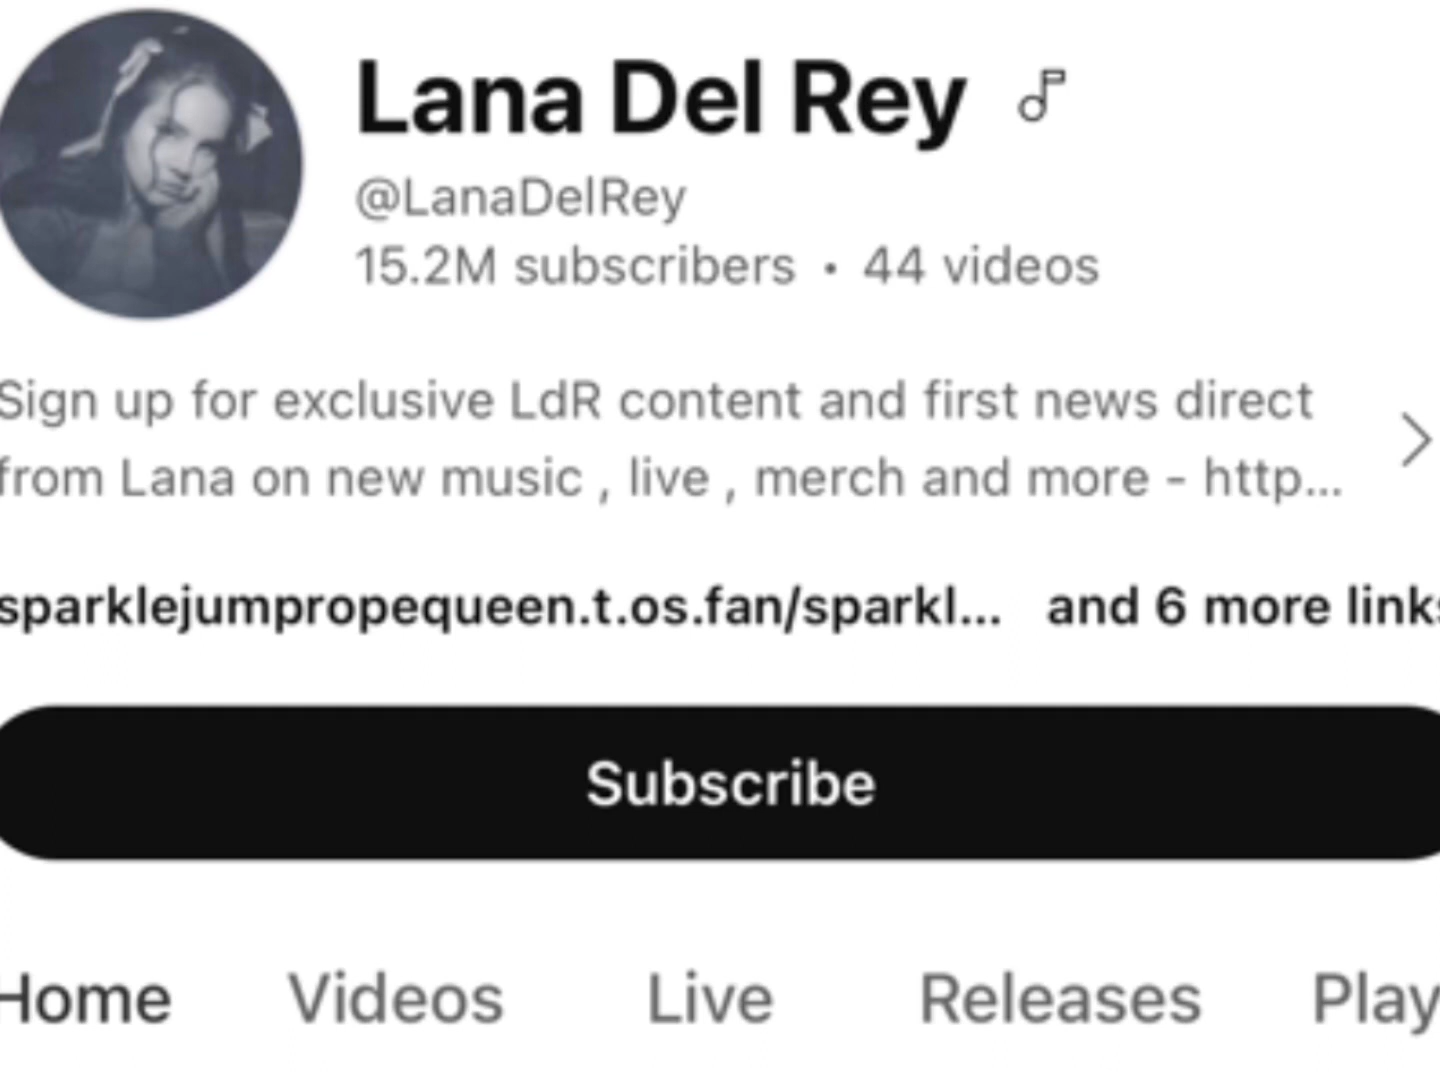 Lana Del Rey
@LanaDelRey
15.2M subscribers • 44 videos
Sign up for exclusive LdR content and first news direct
from Lana on new music , live , merch and more - http...
sparklejumpropequeen.t.os.fan/sparkl... and 6 more links
Subscribe
Home Videos Live Releases Play